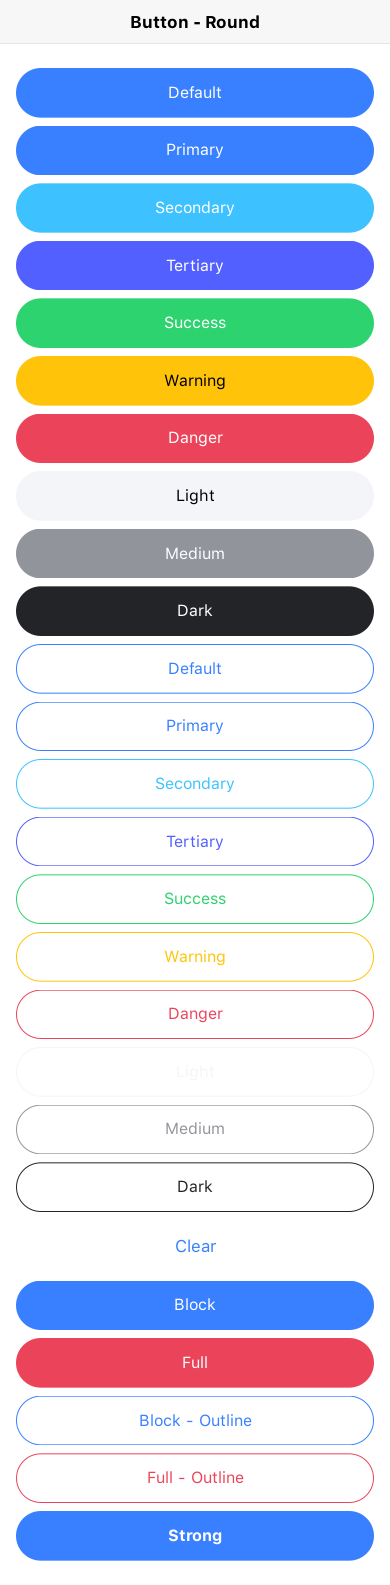 Button - Round
Default
Primary
Secondary
Tertiary
Success
Warning
Danger
Light
Medium
Dark
Default
Primary
Secondary
Tertiary
Success
Warning
Danger
Light
Medium
Dark
Clear
Block
Full
Block - Outline
Full - Outline
Strong